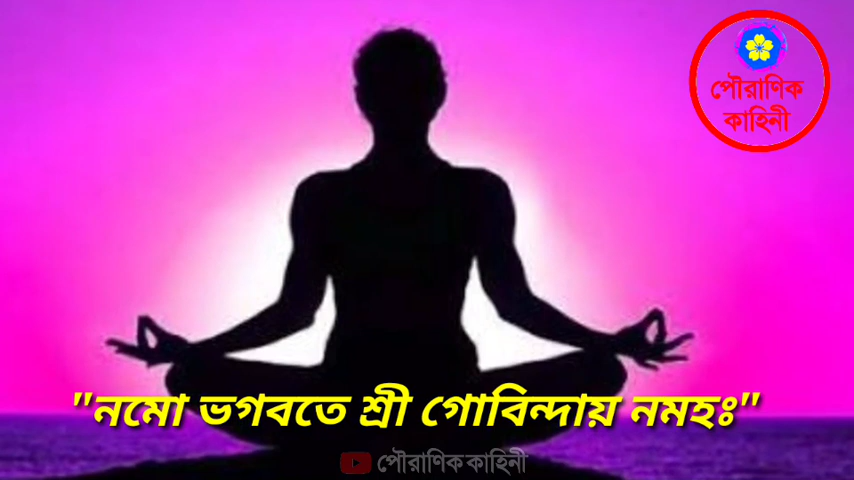 পৌরাণিক
কাহিনী
"নমো ভগবতে শ্রী গোবিন্দায় নমহঃ"
পৌরাণিক কাহিনী